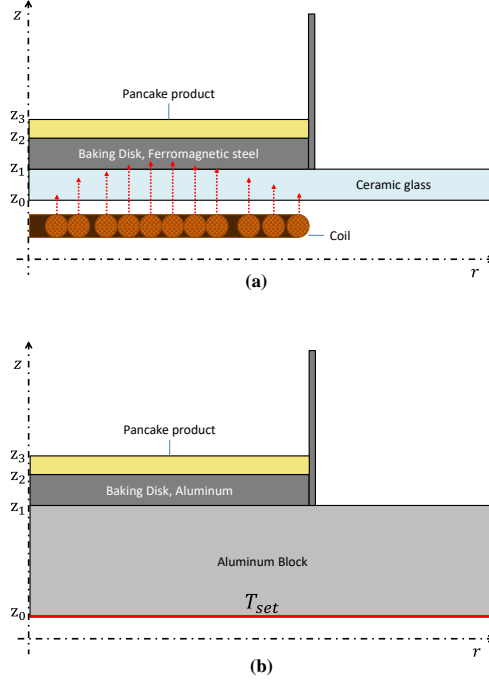 z
Pancake product
z₃
z₂
Baking Disk, Ferromagnetic steel
z₁
Ceramic glass
z₀
Coil
r
(a)
z
Pancake product
z₃
z₂
Baking Disk, Aluminum
z₁
Aluminum Block
T_set
z₀
r
(b)